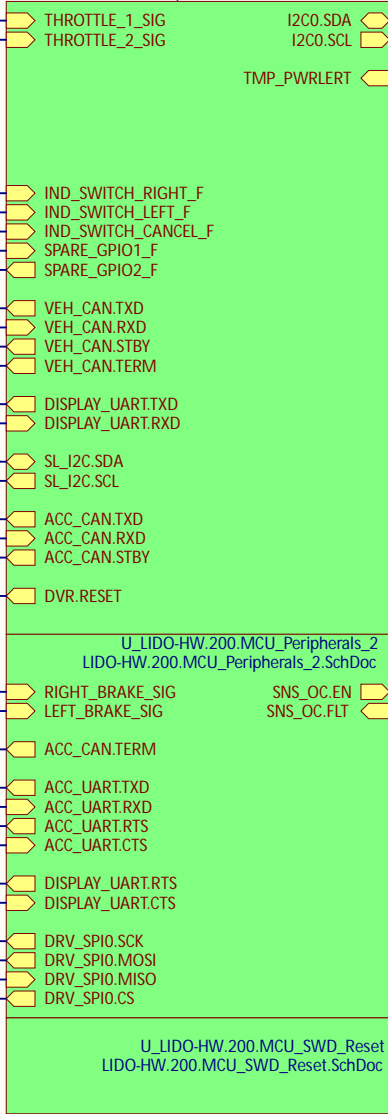 THROTTLE_1_SIG I2C0.SDA
THROTTLE_2_SIG I2C0.SCL
TMP_PWRLERT
IND_SWITCH_RIGHT_F
IND_SWITCH_LEFT_F
IND_SWITCH_CANCEL_F
SPARE_GPIO1_F
SPARE_GPIO2_F
VEH_CAN.TXD
VEH_CAN.RXD
VEH_CAN.STBY
VEH_CAN.TERM
DISPLAY_UART.TXD
DISPLAY_UART.RXD
SL_I2C.SDA
SL_I2C.SCL
ACC_CAN.TXD
ACC_CAN.RXD
ACC_CAN.STBY
DVR.RESET
U_LIDO-HW.200.MCU_Peripherals_2
LIDO-HW.200.MCU_Peripherals_2.SchDoc
RIGHT_BRAKE_SIG SNS_OC.EN
LEFT_BRAKE_SIG SNS_OC.FLT
ACC_CAN.TERM
ACC_UART.TXD
ACC_UART.RXD
ACC_UART.RTS
ACC_UART.CTS
DISPLAY_UART.RTS
DISPLAY_UART.CTS
DRV_SPI0.SCK
DRV_SPI0.MOSI
DRV_SPI0.MISO
DRV_SPI0.CS
U_LIDO-HW.200.MCU_SWD_Reset
LIDO-HW.200.MCU_SWD_Reset.SchDoc